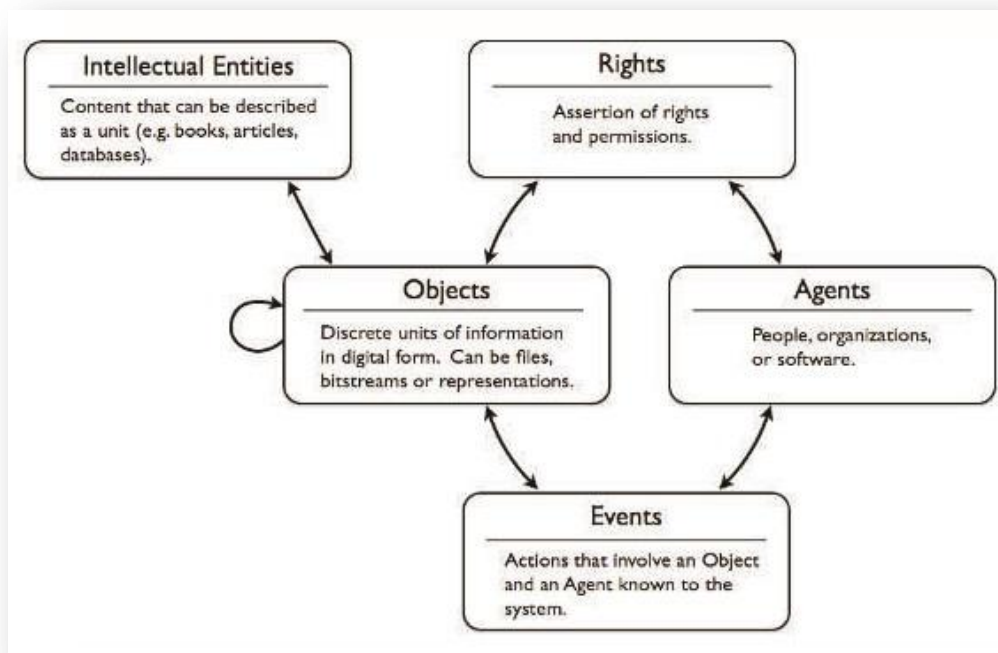 Intellectual Entities
Content that can be described
as a unit (e.g. books, articles,
databases).
Rights
Assertion of rights
and permissions.
Objects
Discrete units of information
in digital form. Can be files,
bitstreams or representations.
Agents
People, organizations,
or software.
Events
Actions that involve an Object
and an Agent known to the
system.